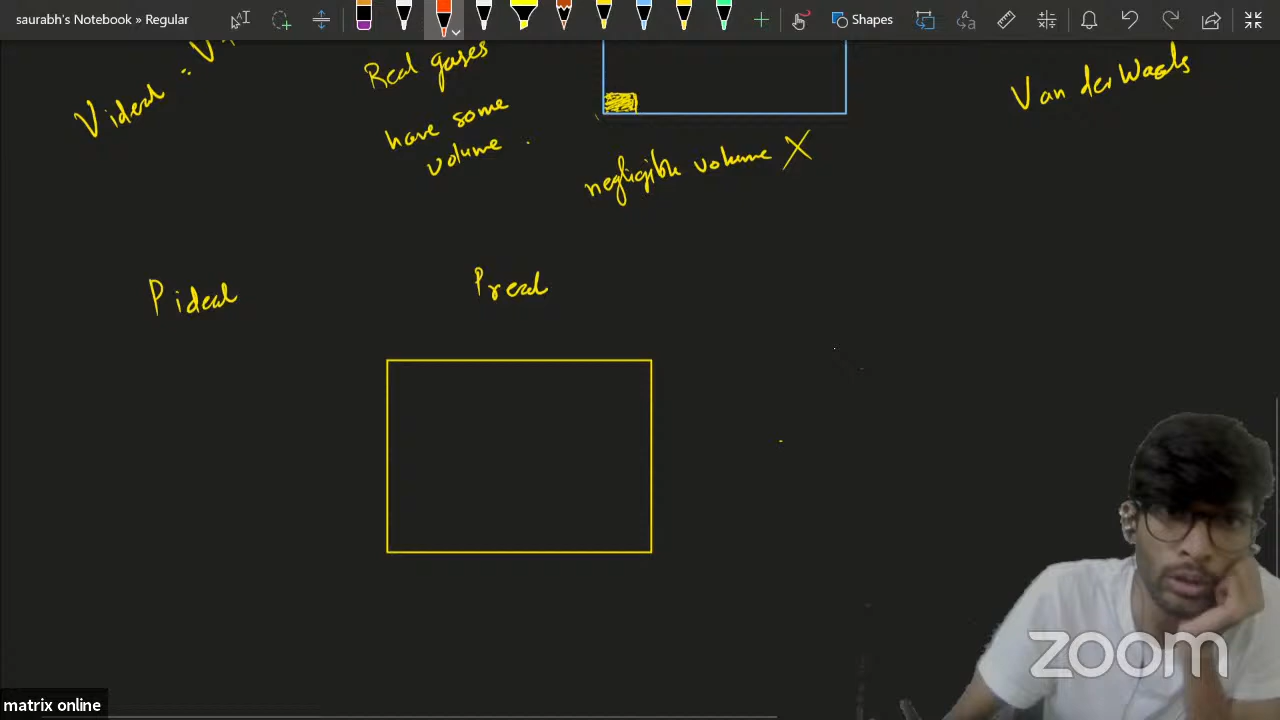 saurabh's Notebook » Regular
Shapes
V ideal = V
Real gases
have some
volume .
negligible volume X
Van der Waals
P ideal
P real
zoom
matrix online